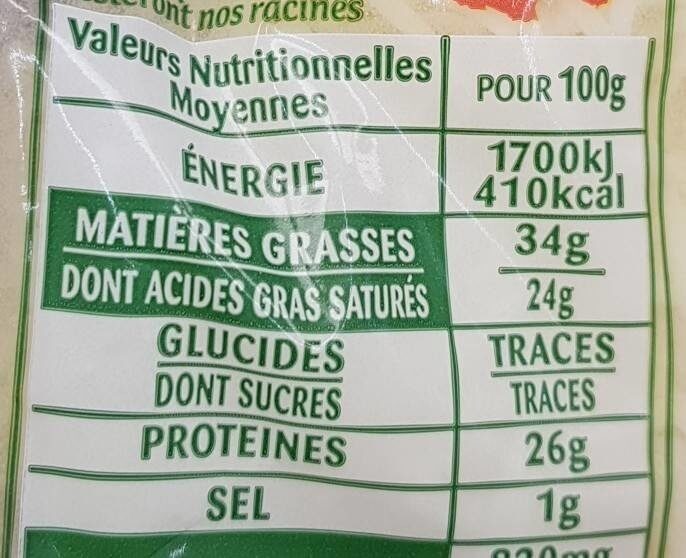 ont nos racines
Valeurs Nutritionnelles
Moyennes
POUR 100g
ÉNERGIE
1700kJ
410kcal
MATIÈRES GRASSES
34g
DONT ACIDES GRAS SATURÉS
24g
GLUCIDES
TRACES
DONT SUCRES
TRACES
PROTEINES
26g
SEL
1g